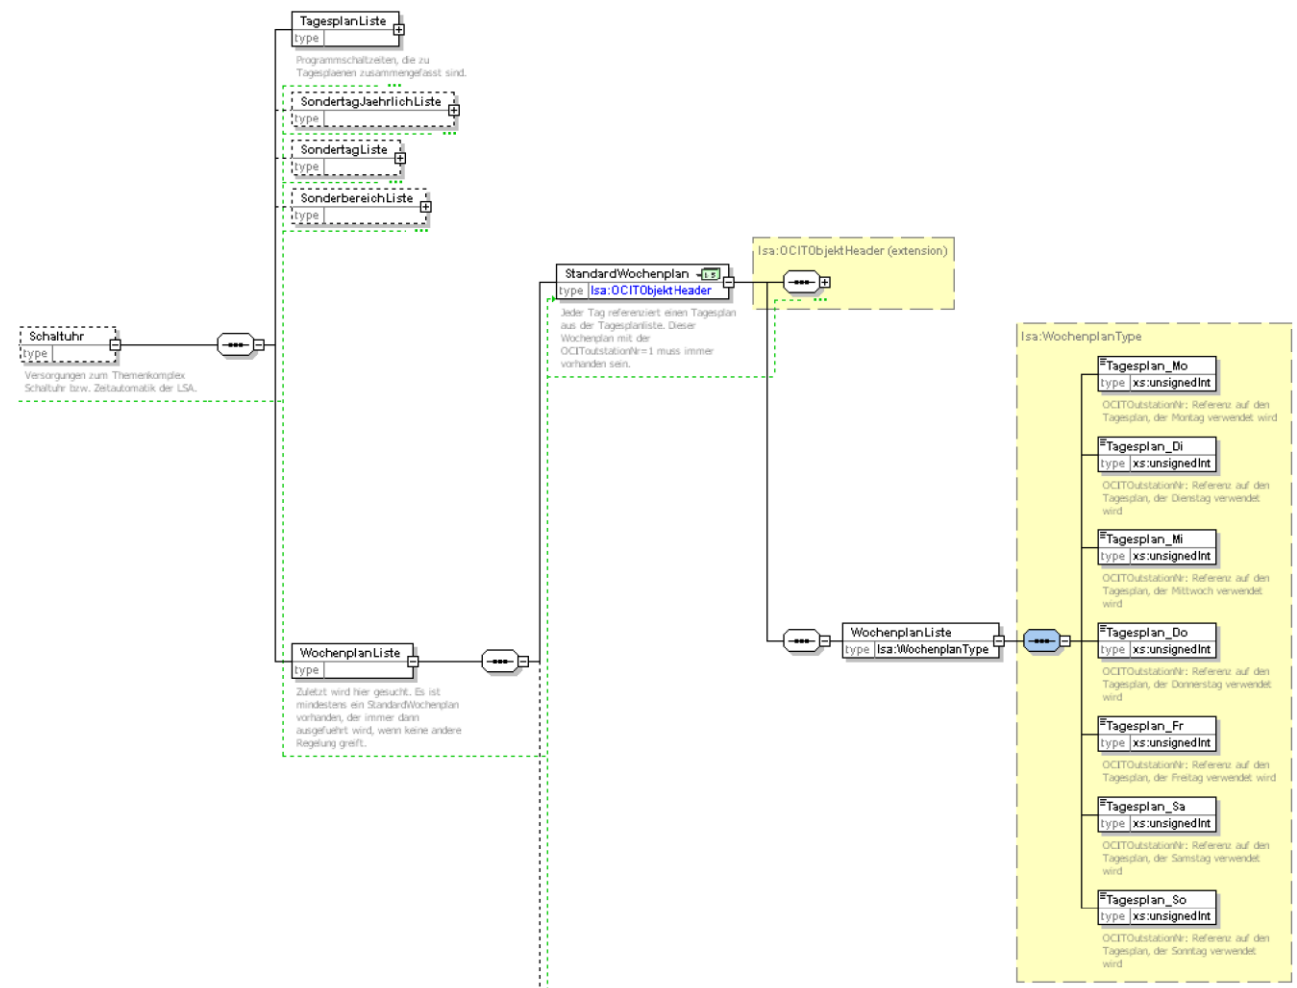 TagesplanListe
type
Programmschaltzeiten, die zu
Tagesplaenen zusammengefasst sind.
SondertagJaehrlichListe
type
SondertagListe
type
SonderbereichListe
type
Schaltuhr
type
Versorgungen zum Themenkomplex
Schaltuhr bzw. Zeitautomatik der LSA.
StandardWochenplan
type lsa:OCITObjektHeader
Jeder Tag referenziert einen Tagesplan
aus der Tagesplanliste. Dieser
Wochenplan mit der
OCIToutstationNr=1 muss immer
vorhanden sein.
lsa:OCITObjektHeader (extension)
WochenplanListe
type
Zuletzt wird hier gesucht. Es ist
mindestens ein StandardWochenplan
vorhanden, der immer dann
ausgefuehrt wird, wenn keine andere
Regelung greift.
WochenplanListe
type lsa:WochenplanType
lsa:WochenplanType
Tagesplan_Mo
type xs:unsignedInt
OCITOutstationNr: Referenz auf den
Tagesplan, der Montag verwendet wird
Tagesplan_Di
type xs:unsignedInt
OCITOutstationNr: Referenz auf den
Tagesplan, der Dienstag verwendet
wird
Tagesplan_Mi
type xs:unsignedInt
OCITOutstationNr: Referenz auf den
Tagesplan, der Mittwoch verwendet
wird
Tagesplan_Do
type xs:unsignedInt
OCITOutstationNr: Referenz auf den
Tagesplan, der Donnerstag verwendet
wird
Tagesplan_Fr
type xs:unsignedInt
OCITOutstationNr: Referenz auf den
Tagesplan, der Freitag verwendet wird
Tagesplan_Sa
type xs:unsignedInt
OCITOutstationNr: Referenz auf den
Tagesplan, der Samstag verwendet
wird
Tagesplan_So
type xs:unsignedInt
OCITOutstationNr: Referenz auf den
Tagesplan, der Sonntag verwendet
wird